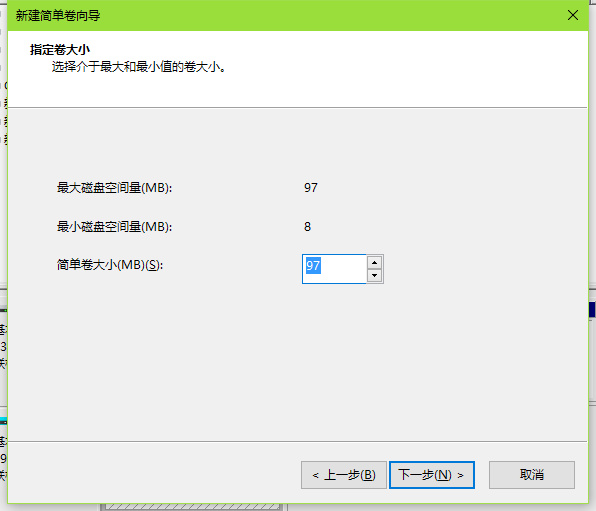 新建简单卷向导
指定卷大小
选择介于最大和最小值的卷大小。
最大磁盘空间量(MB): 97
最小磁盘空间量(MB): 8
简单卷大小(MB)(S): 97
< 上一步(B) 下一步(N) > 取消